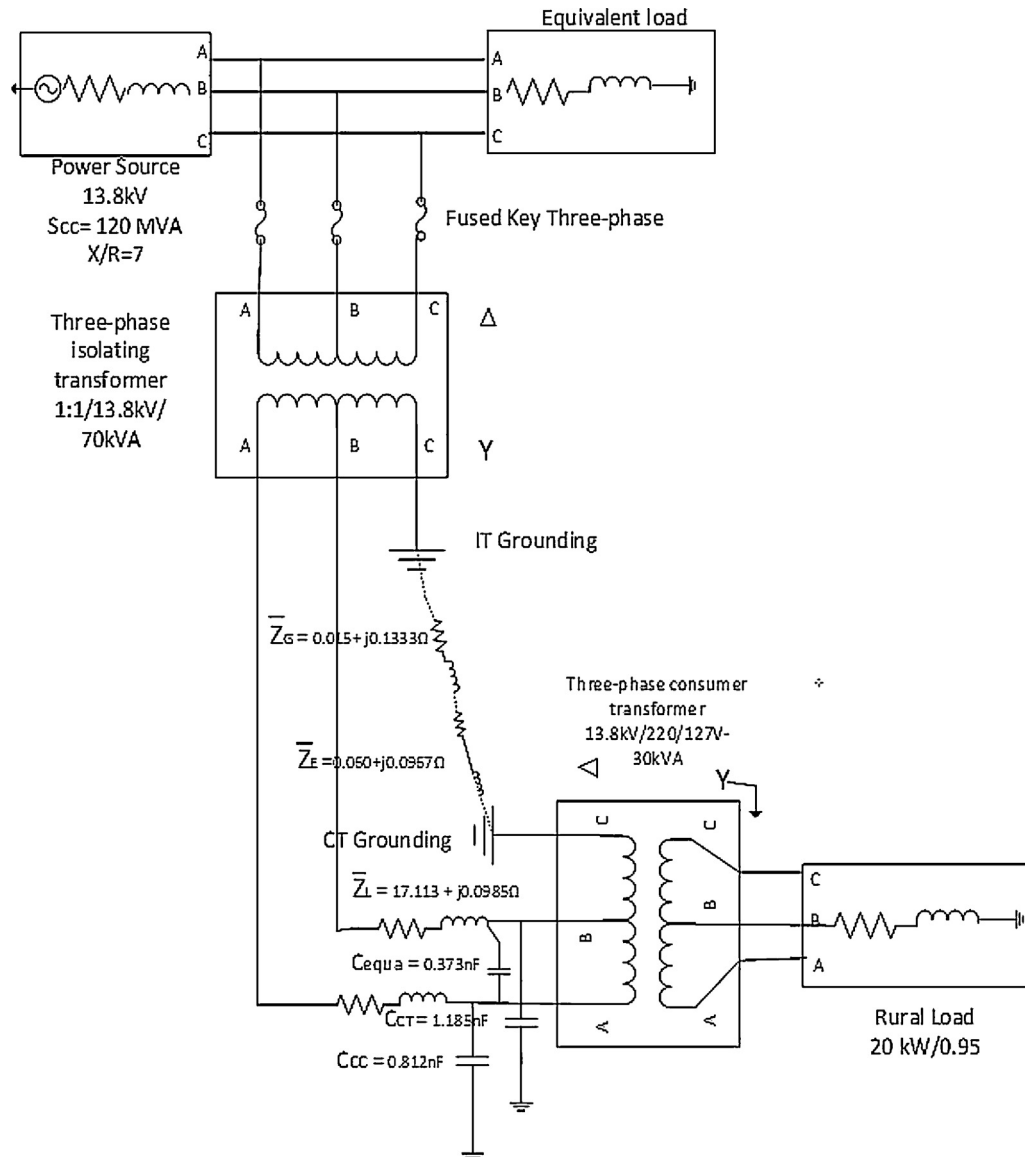 Equivalent load
A
B
C
A
B
C
Power Source
13.8kV
Scc= 120 MVA
X/R=7
Fused Key Three-phase
A
B
C
Δ
Three-phase
isolating
transformer
1:1/13.8kV/
70kVA
A
B
C
Y
IT Grounding
Z̅G = 0.015+ j0.1333Ω
Three-phase consumer
transformer
13.8kV/220/127V-
30kVA
Z̅E =0.050+j0.0957Ω
Δ
Y
CT Grounding
C
C
Z̅L = 17.113 + j0.0985Ω
B
B
C
B
A
Cequa = 0.373nF
CCT = 1.185nF
A
A
CCC = 0.812nF
Rural Load
20 kW/0.95